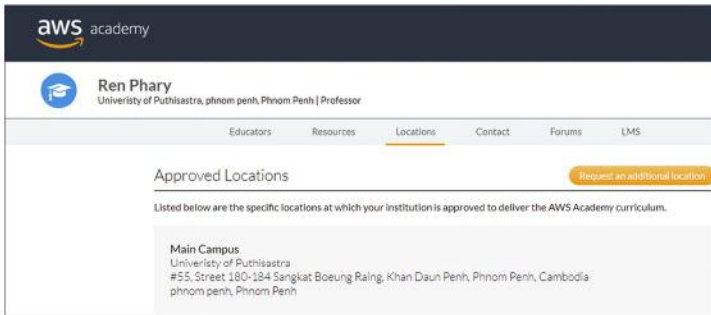 aws academy
Ren Phary
Univeristy of Puthisastra, phnom penh, Phnom Penh | Professor
Educators Resources Locations Contact Forums LMS
Approved Locations
Request an additional location
Listed below are the specific locations at which your institution is approved to deliver the AWS Academy curriculum.
Main Campus
Univeristy of Puthisastra
#55, Street 180-184 Sangkat Boeung Raing, Khan Daun Penh, Phnom Penh, Cambodia
phnom penh, Phnom Penh